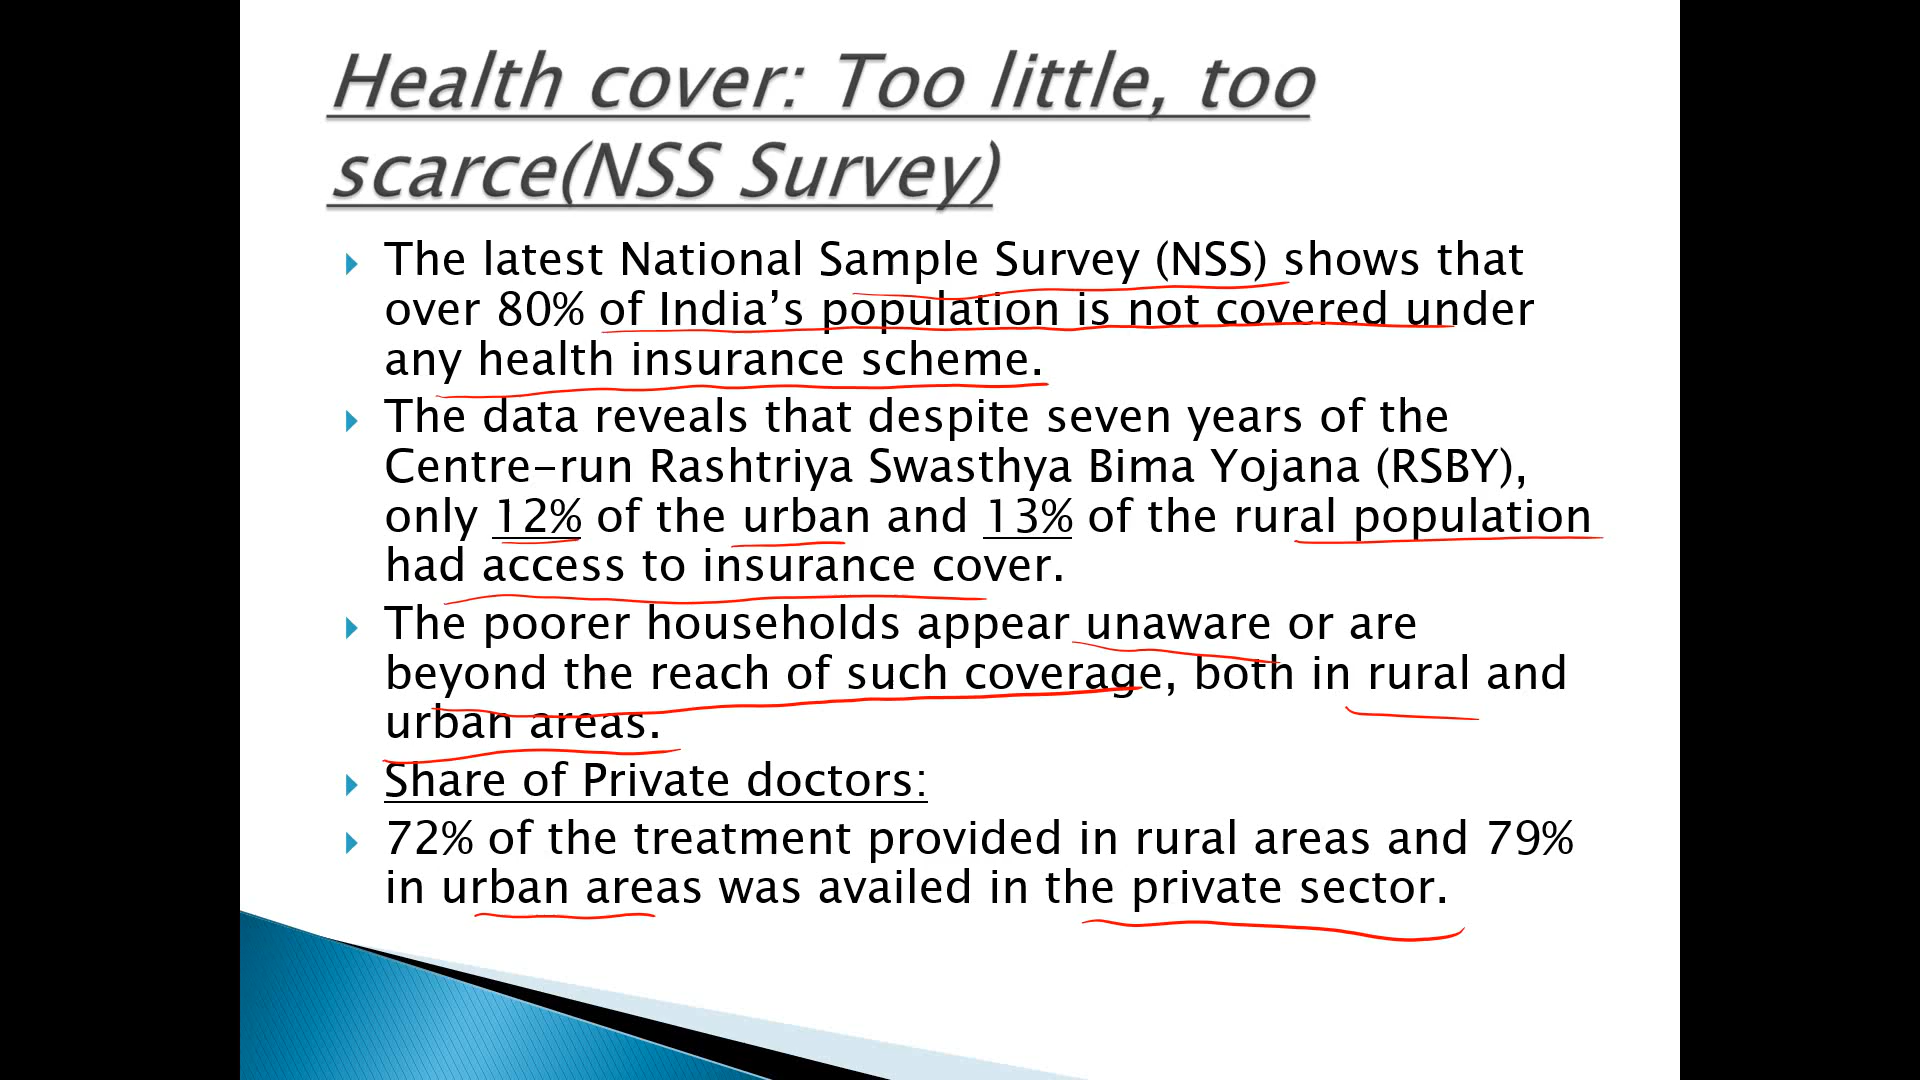 Health cover: Too little, too
scarce(NSS Survey)
The latest National Sample Survey (NSS) shows that
over 80% of India’s population is not covered under
any health insurance scheme.
The data reveals that despite seven years of the
Centre-run Rashtriya Swasthya Bima Yojana (RSBY),
only 12% of the urban and 13% of the rural population
had access to insurance cover.
The poorer households appear unaware or are
beyond the reach of such coverage, both in rural and
urban areas.
Share of Private doctors:
72% of the treatment provided in rural areas and 79%
in urban areas was availed in the private sector.